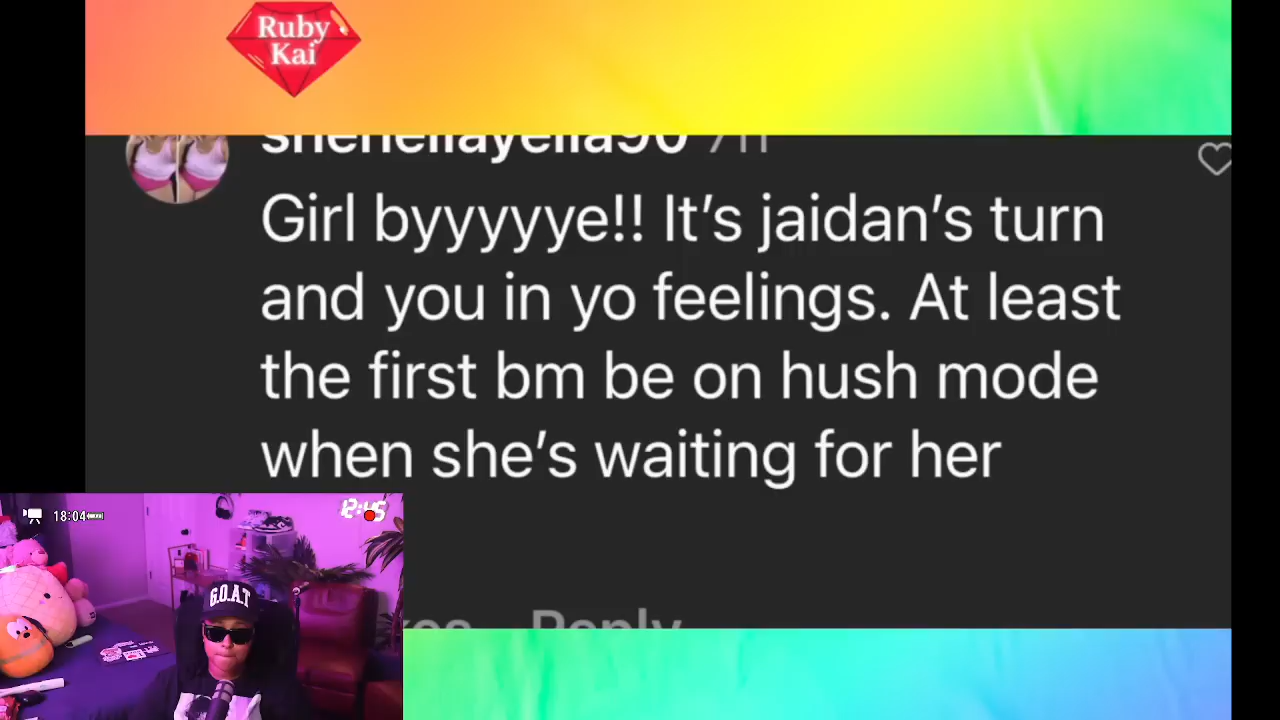 Ruby
Kai
Girl byyyyye!! It's jaidan's turn
and you in yo feelings. At least
the first bm be on hush mode
when she's waiting for her
18:04
G.O.A.T
Reply